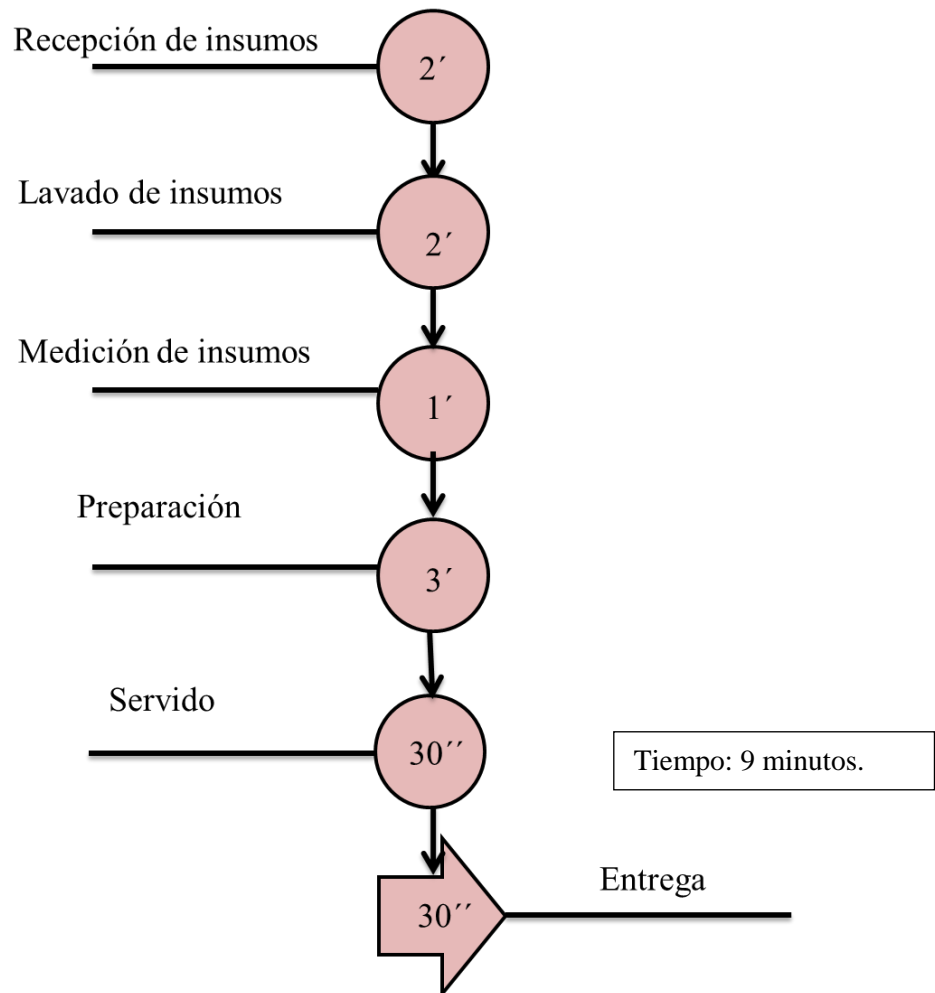 Recepción de insumos
2´
Lavado de insumos
2´
Medición de insumos
1´
Preparación
3´
Servido
30´´
Tiempo: 9 minutos.
Entrega
30´´